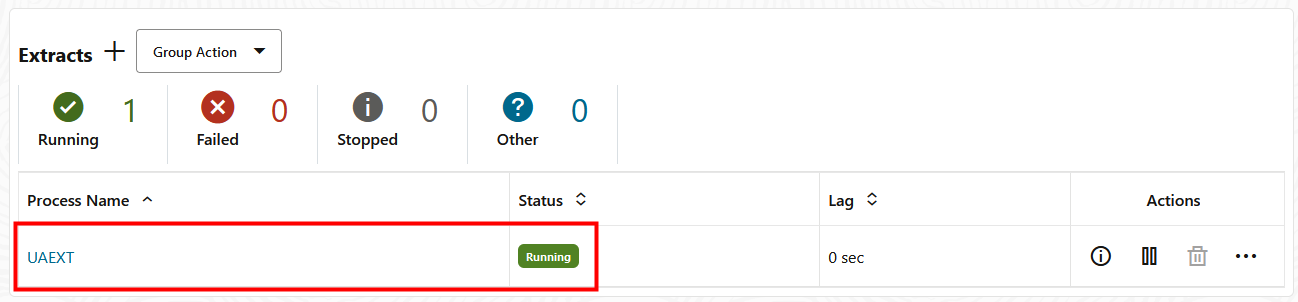 Extracts Group Action
1 0 0 0
Running Failed Stopped Other
Process Name Status Lag Actions
UAEXT Running 0 sec